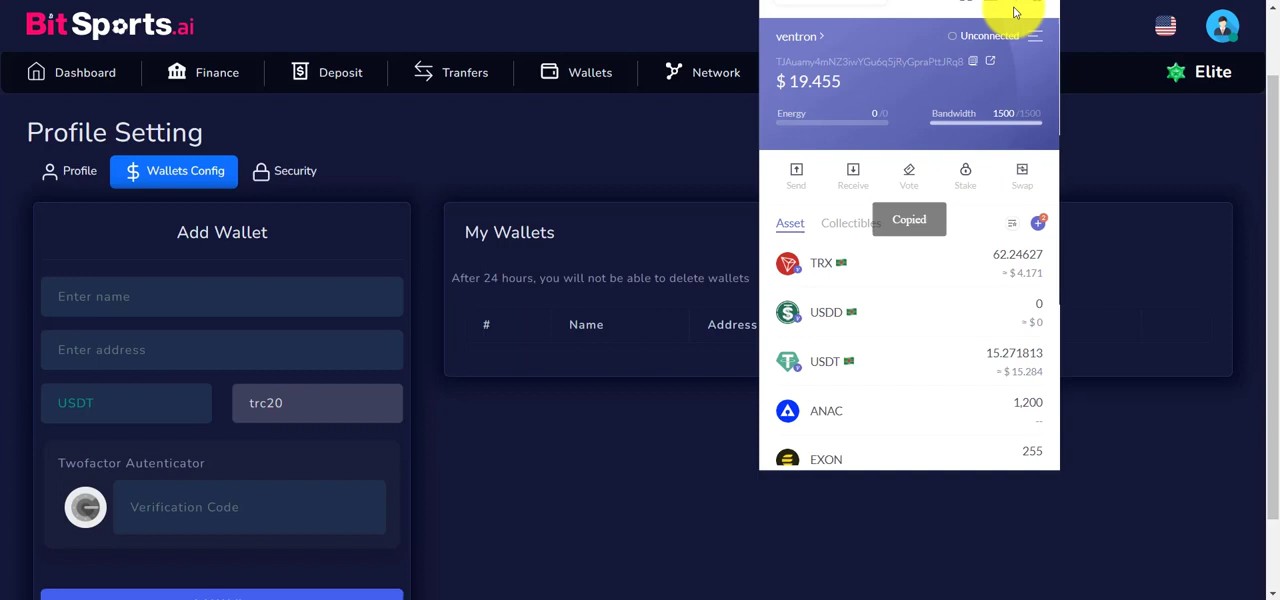 BitSports.ai
Dashboard
Finance
Deposit
Tranfers
Wallets
Network
Elite
Profile Setting
Profile
Wallets Config
Security
Add Wallet
Enter name
Enter address
USDT
trc20
Twofactor Autenticator
Verification Code
My Wallets
After 24 hours, you will not be able to delete wallets
#
Name
Address
ventron >
Unconnected
TJAuamy4mNZ3iwYGu6q5jRyGpraPttJRq8
$ 19.455
Energy
0 /0
Bandwidth
1500 /1500
Send
Receive
Vote
Stake
Swap
Asset
Collectibles
Copied
2
TRX
62.24627
≈ $ 4.171
USDD
0
≈ $ 0
USDT
15.271813
≈ $ 15.284
ANAC
1,200
--
EXON
255